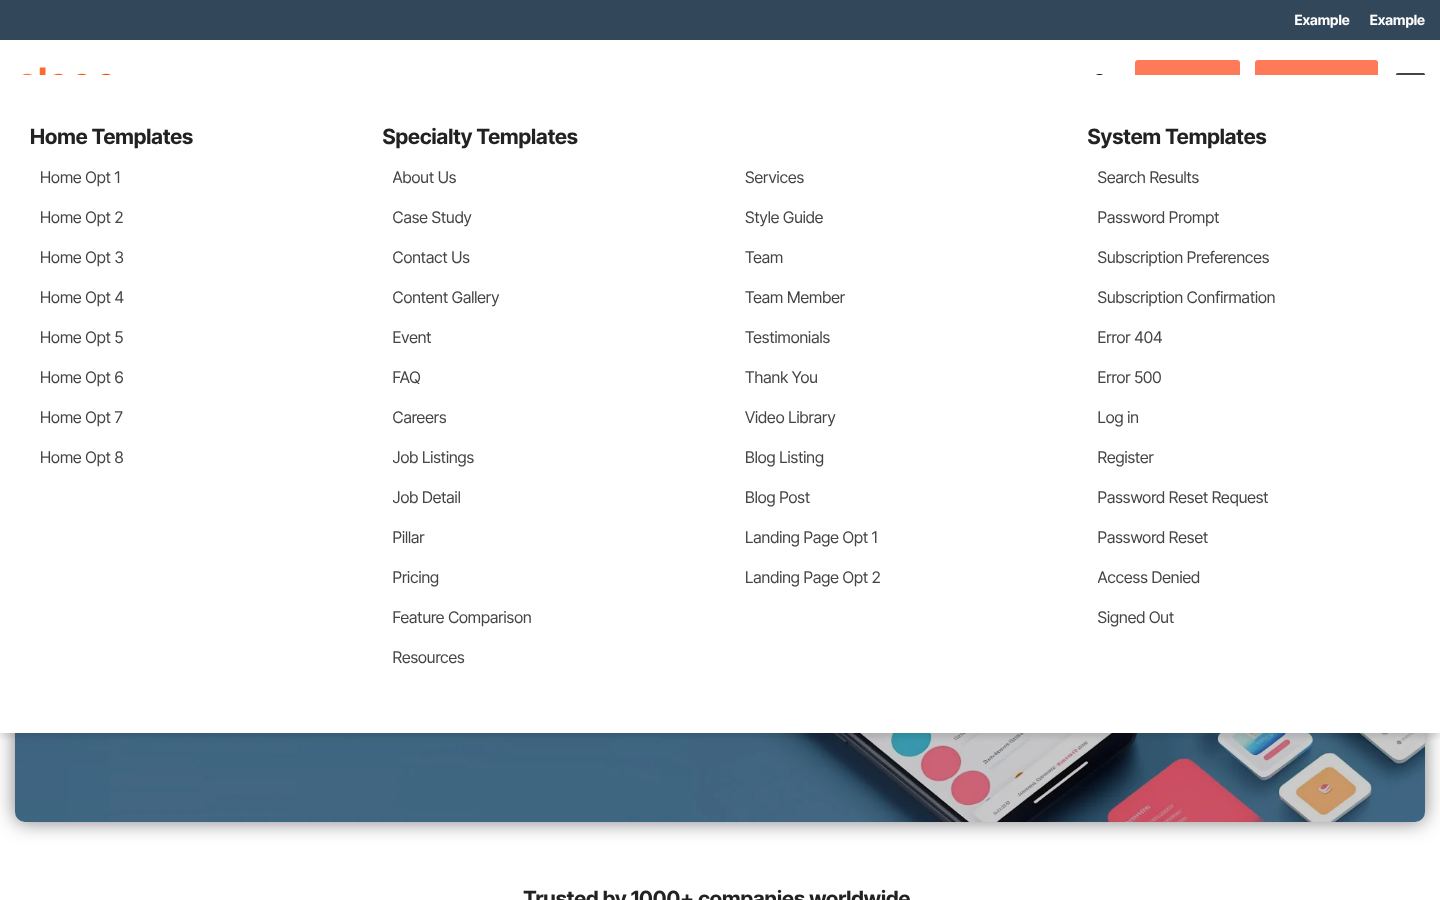 Example Example
Home Templates
Home Opt 1
Home Opt 2
Home Opt 3
Home Opt 4
Home Opt 5
Home Opt 6
Home Opt 7
Home Opt 8
Specialty Templates
About Us
Case Study
Contact Us
Content Gallery
Event
FAQ
Careers
Job Listings
Job Detail
Pillar
Pricing
Feature Comparison
Resources
Services
Style Guide
Team
Team Member
Testimonials
Thank You
Video Library
Blog Listing
Blog Post
Landing Page Opt 1
Landing Page Opt 2
System Templates
Search Results
Password Prompt
Subscription Preferences
Subscription Confirmation
Error 404
Error 500
Log in
Register
Password Reset Request
Password Reset
Access Denied
Signed Out
Trusted by 1000+ companies worldwide